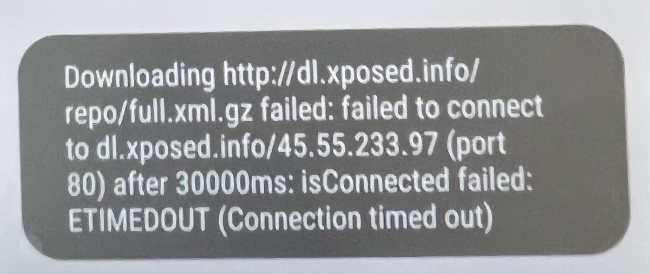 Downloading http://dl.xposed.info/
repo/full.xml.gz failed: failed to connect
to dl.xposed.info/45.55.233.97 (port
80) after 30000ms: isConnected failed:
ETIMEDOUT (Connection timed out)